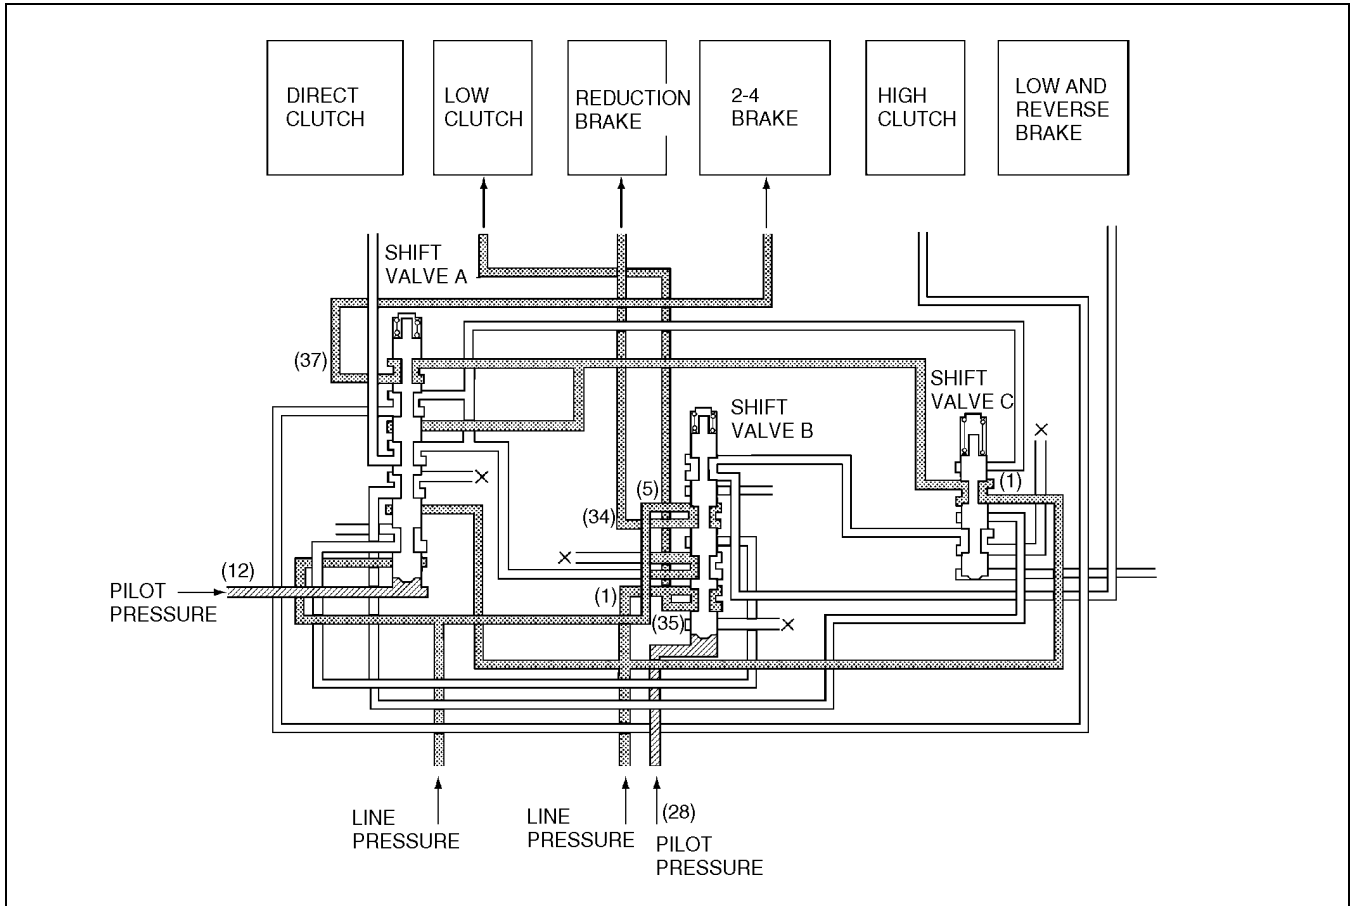 DIRECT
CLUTCH
LOW
CLUTCH
REDUCTION
BRAKE
2-4
BRAKE
HIGH
CLUTCH
LOW AND
REVERSE
BRAKE
SHIFT
VALVE A
(37)
SHIFT
VALVE B
SHIFT
VALVE C
(1)
(5)
(34)
(12)
PILOT
PRESSURE
(1)
(35)
LINE
PRESSURE
LINE
PRESSURE
(28)
PILOT
PRESSURE